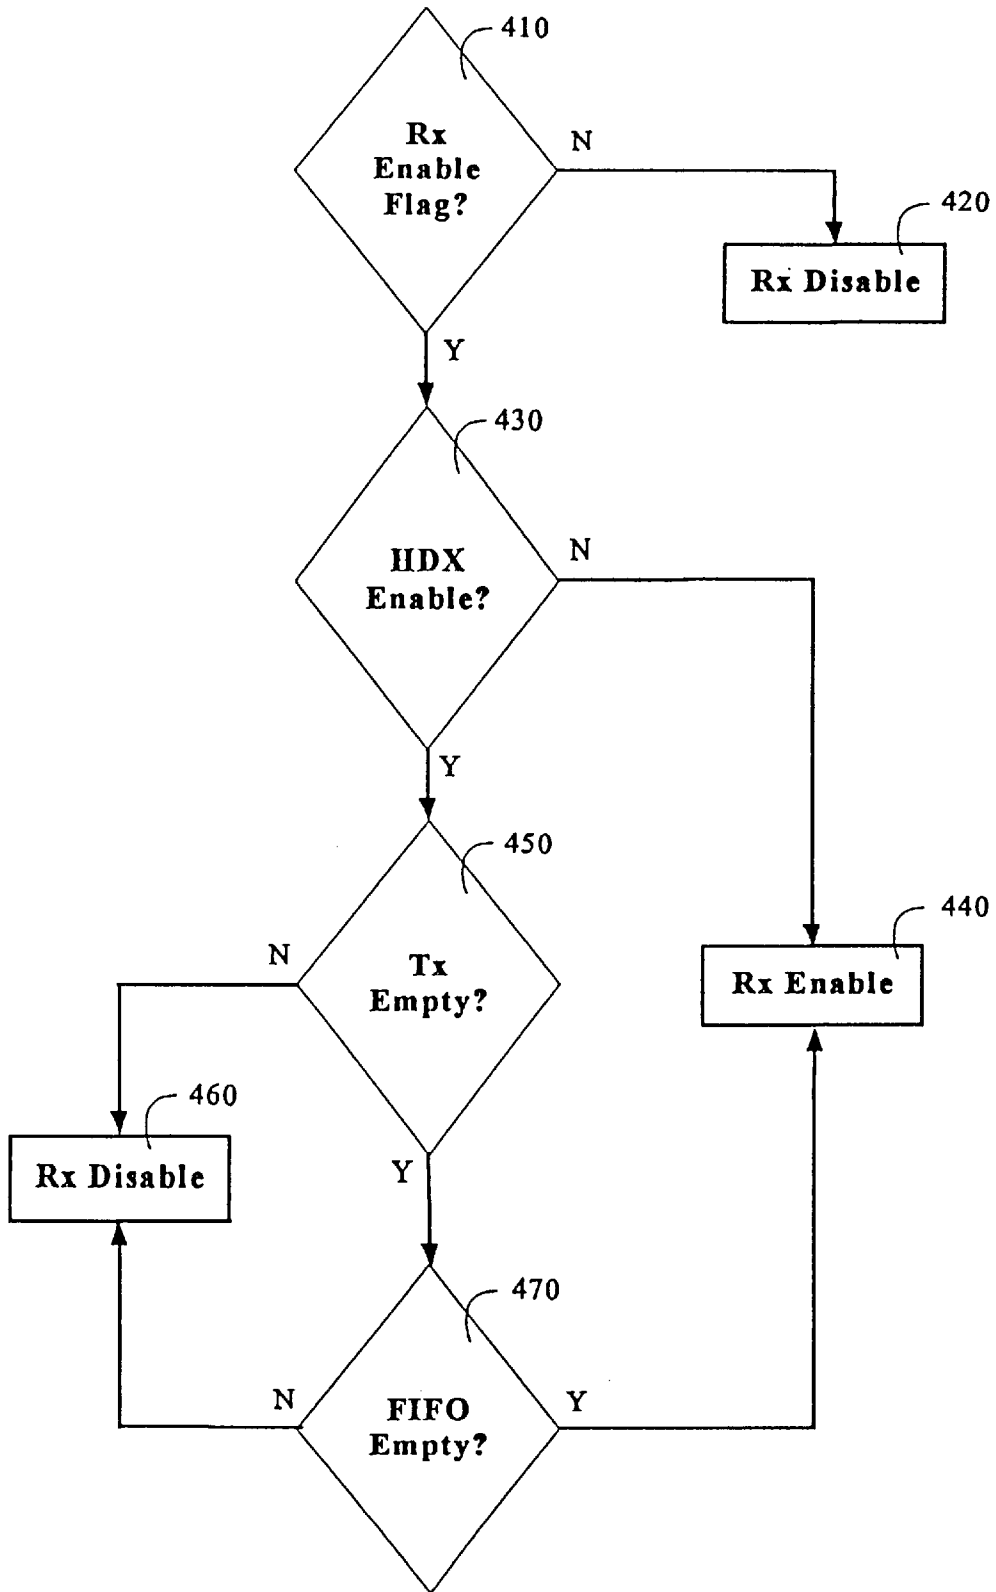 410
Rx
Enable
Flag?
N
420
Rx Disable
Y
430
HDX
Enable?
N
Y
450
Tx
Empty?
N
440
Rx Enable
460
Rx Disable
Y
470
FIFO
Empty?
N
Y